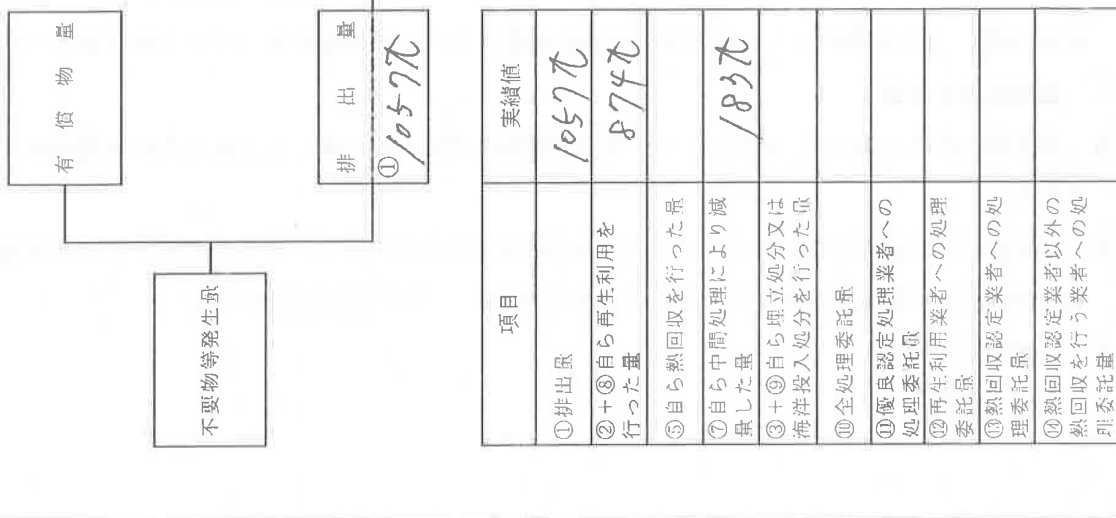 不要物等発生量
有償物量
排出量
① 1057t
項目 実績値
①排出量 1057t
②+⑧自ら再生利用を
行った量 874t
⑤自ら熱回収を行った量
⑦自ら中間処理により減
量した量 183t
③+⑨自ら埋立処分又は
海洋投入処分を行った量
⑩全処理委託量
⑪優良認定処理業者への
処理委託量
⑫再生利用業者への処理
委託量
⑬熱回収認定業者への処
理委託量
⑭熱回収認定業者以外の
熱回収を行う業者への処
理委託量